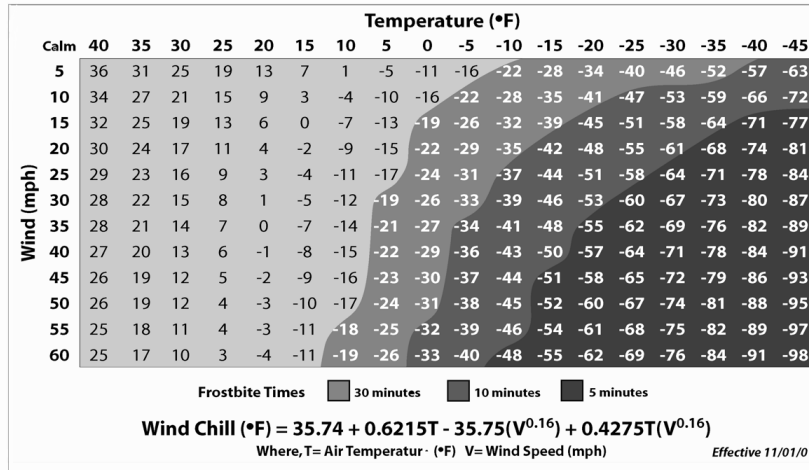 Temperature (•F)
Calm 40 35 30 25 20 15 10 5 0 -5 -10 -15 -20 -25 -30 -35 -40 -45
5 36 31 25 19 13 7 1 -5 -11 -16 -22 -28 -34 -40 -46 -52 -57 -63
10 34 27 21 15 9 3 -4 -10 -16 -22 -28 -35 -41 -47 -53 -59 -66 -72
15 32 25 19 13 6 0 -7 -13 -19 -26 -32 -39 -45 -51 -58 -64 -71 -77
20 30 24 17 11 4 -2 -9 -15 -22 -29 -35 -42 -48 -55 -61 -68 -74 -81
25 29 23 16 9 3 -4 -11 -17 -24 -31 -37 -44 -51 -58 -64 -71 -78 -84
30 28 22 15 8 1 -5 -12 -19 -26 -33 -39 -46 -53 -60 -67 -73 -80 -87
35 28 21 14 7 0 -7 -14 -21 -27 -34 -41 -48 -55 -62 -69 -76 -82 -89
40 27 20 13 6 -1 -8 -15 -22 -29 -36 -43 -50 -57 -64 -71 -78 -84 -91
45 26 19 12 5 -2 -9 -16 -23 -30 -37 -44 -51 -58 -65 -72 -79 -86 -93
50 26 19 12 4 -3 -10 -17 -24 -31 -38 -45 -52 -60 -67 -74 -81 -88 -95
55 25 18 11 4 -3 -11 -18 -25 -32 -39 -46 -54 -61 -68 -75 -82 -89 -97
60 25 17 10 3 -4 -11 -19 -26 -33 -40 -48 -55 -62 -69 -76 -84 -91 -98
Wind (mph)
Frostbite Times 30 minutes 10 minutes 5 minutes
Wind Chill (•F) = 35.74 + 0.6215T - 35.75(V^0.16) + 0.4275T(V^0.16)
Where, T= Air Temperatur (•F) V= Wind Speed (mph)
Effective 11/01/0